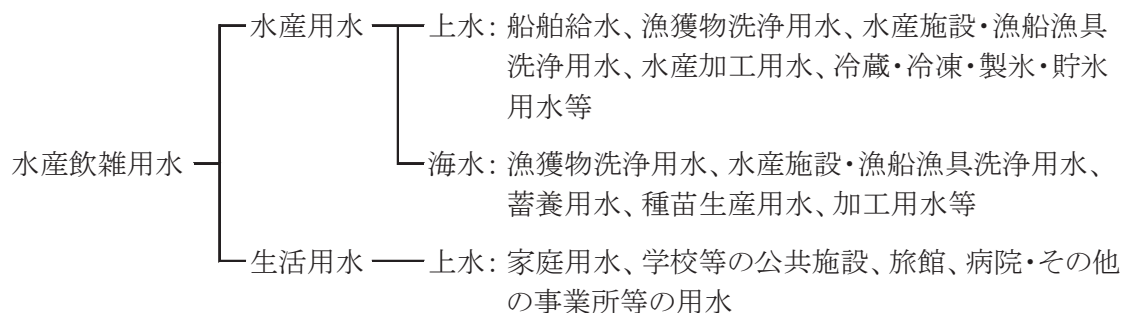 水産用水 上水：船舶給水、漁獲物洗浄用水、水産施設・漁船漁具
洗浄用水、水産加工用水、冷蔵・冷凍・製氷・貯氷
用水等
水産飲雑用水 海水：漁獲物洗浄用水、水産施設・漁船漁具洗浄用水、
蓄養用水、種苗生産用水、加工用水等
生活用水 上水：家庭用水、学校等の公共施設、旅館、病院・その他
の事業所等の用水